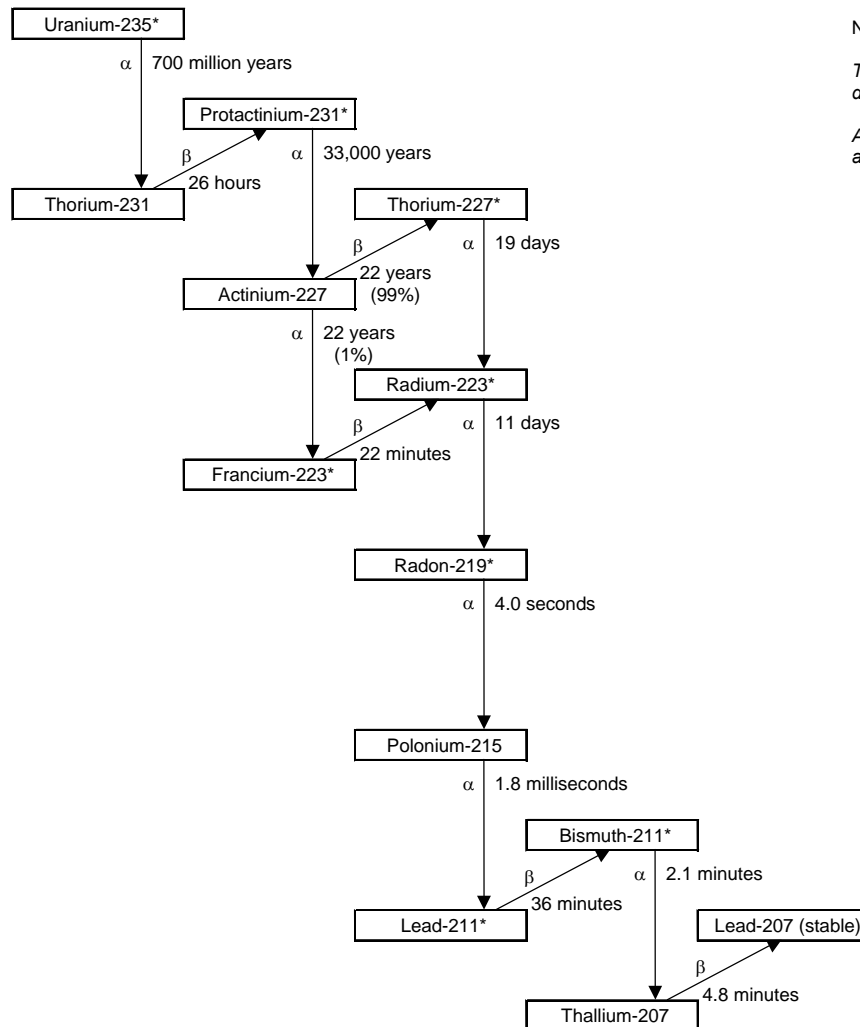 Uranium-235*
N
α 700 million years
T
d
Protactinium-231*
A
a
β
α 33,000 years
26 hours
Thorium-231
Thorium-227*
β
α 19 days
22 years
(99%)
Actinium-227
α 22 years
(1%)
Radium-223*
β
α 11 days
22 minutes
Francium-223*
Radon-219*
α 4.0 seconds
Polonium-215
α 1.8 milliseconds
Bismuth-211*
β
α 2.1 minutes
36 minutes
Lead-211*
Lead-207 (stable)
β
4.8 minutes
Thallium-207